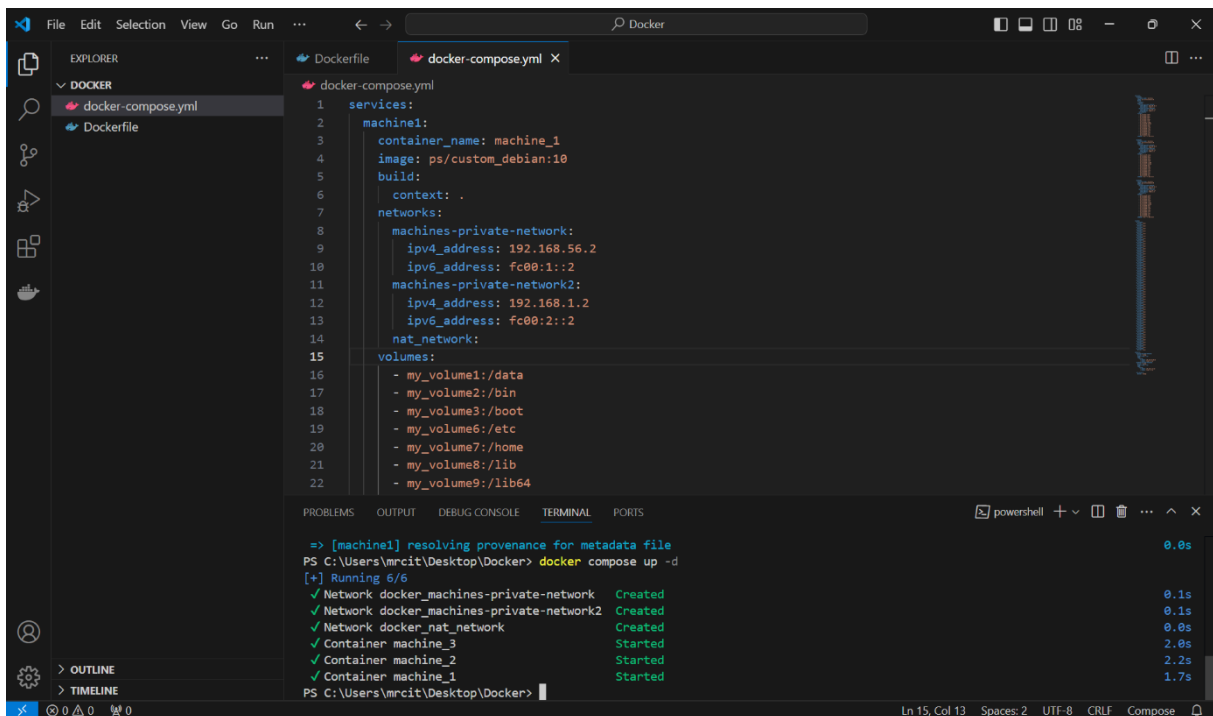 File Edit Selection View Go Run ··· Docker
EXPLORER ···
DOCKER
docker-compose.yml
Dockerfile
Dockerfile docker-compose.yml
docker-compose.yml
1 services:
2 machine1:
3 container_name: machine_1
4 image: ps/custom_debian:10
5 build:
6 context: .
7 networks:
8 machines-private-network:
9 ipv4_address: 192.168.56.2
10 ipv6_address: fc00:1::2
11 machines-private-network2:
12 ipv4_address: 192.168.1.2
13 ipv6_address: fc00:2::2
14 nat_network:
15 volumes:
16 - my_volume1:/data
17 - my_volume2:/bin
18 - my_volume3:/boot
19 - my_volume6:/etc
20 - my_volume7:/home
21 - my_volume8:/lib
22 - my_volume9:/lib64
PROBLEMS OUTPUT DEBUG CONSOLE TERMINAL PORTS powershell
=> [machine1] resolving provenance for metadata file 0.0s
PS C:\Users\mrcit\Desktop\Docker> docker compose up -d
[+] Running 6/6
✓ Network docker_machines-private-network Created 0.1s
✓ Network docker_machines-private-network2 Created 0.1s
✓ Network docker_nat_network Created 0.0s
✓ Container machine_3 Started 2.0s
✓ Container machine_2 Started 2.2s
✓ Container machine_1 Started 1.7s
PS C:\Users\mrcit\Desktop\Docker>
OUTLINE
TIMELINE
0 0 0 Ln 15, Col 13 Spaces: 2 UTF-8 CRLF Compose